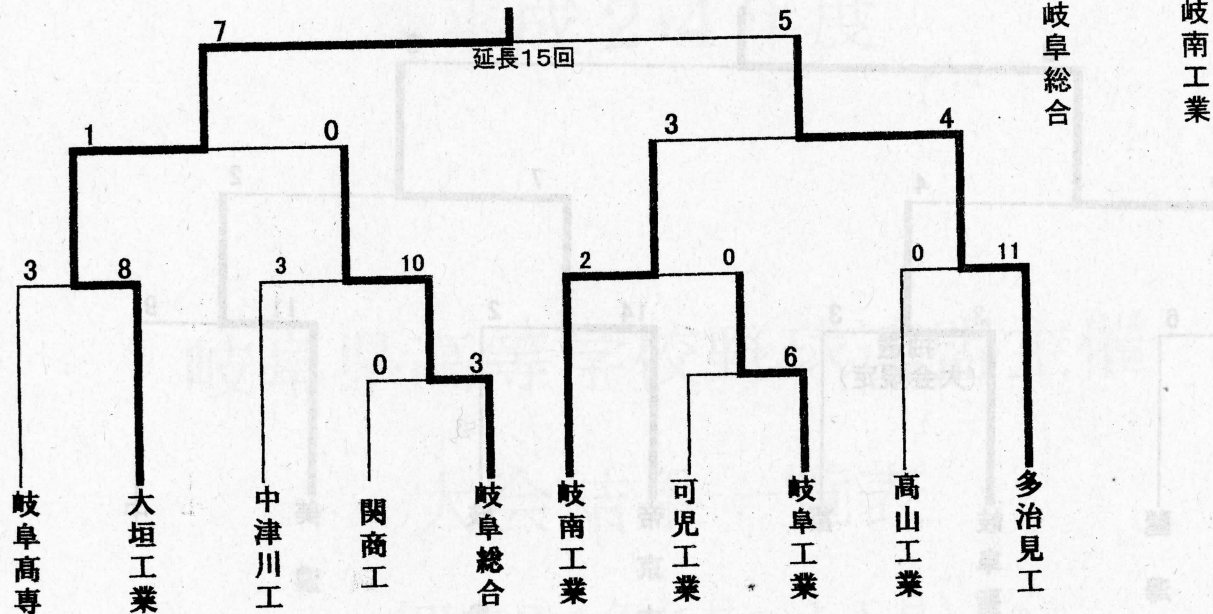 7
5
延長15回
岐阜総合
岐南工業
1
0
3
4
3
8
3
10
2
0
0
11
0
3
6
岐阜高専
大垣工業
中津川工
関商工
岐阜総合
岐南工業
可児工業
岐阜工業
高山工業
多治見工